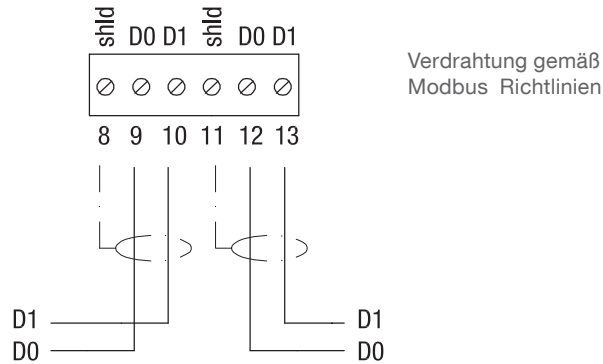 shld D0 D1 shld D0 D1
Verdrahtung gemäß
Modbus Richtlinien
8 9 10 11 12 13
D1 D1
D0 D0